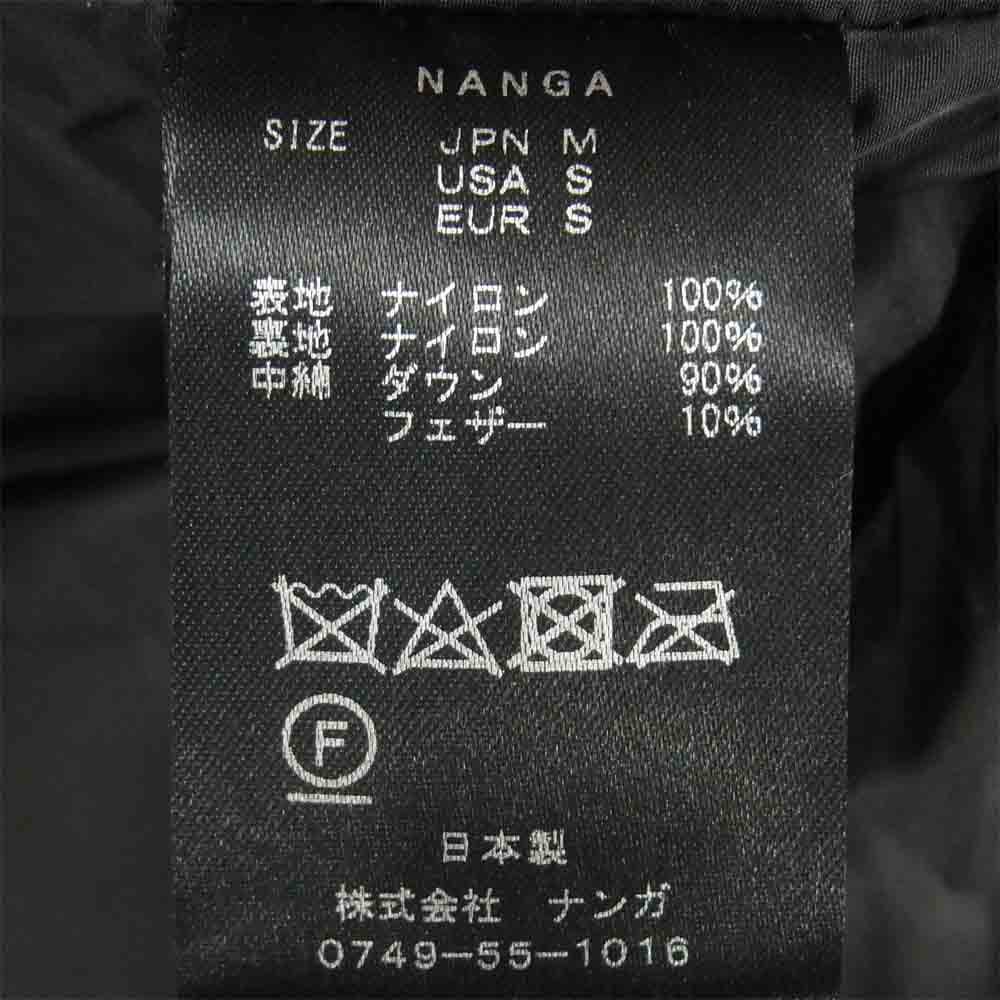 NANGA
SIZE JPN M
USA S
EUR S
表地 ナイロン 100%
裏地 ナイロン 100%
中綿 ダウン 90%
フェザー 10%
F
日本製
株式会社 ナンガ
0749-55-1016